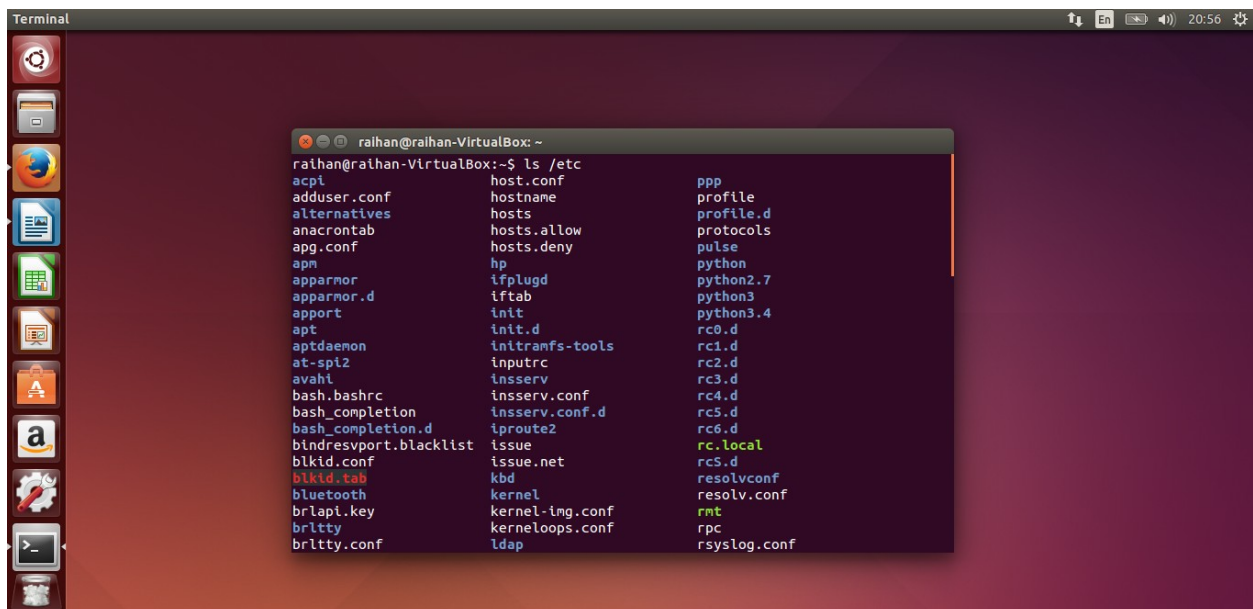 Terminal En 20:56
raihan@raihan-VirtualBox: ~
raihan@raihan-VirtualBox:~$ ls /etc
acpi host.conf ppp
adduser.conf hostname profile
alternatives hosts profile.d
anacrontab hosts.allow protocols
apg.conf hosts.deny pulse
apm hp python
apparmor ifplugd python2.7
apparmor.d iftab python3
apport init python3.4
apt init.d rc0.d
aptdaemon initramfs-tools rc1.d
at-spi2 inputrc rc2.d
avahi insserv rc3.d
bash.bashrc insserv.conf rc4.d
bash_completion insserv.conf.d rc5.d
bash_completion.d iproute2 rc6.d
bindresvport.blacklist issue rc.local
blkid.conf issue.net rcS.d
blkid.tab kbd resolvconf
bluetooth kernel resolv.conf
brlapi.key kernel-img.conf rmt
brltty kerneloops.conf rpc
brltty.conf ldap rsyslog.conf